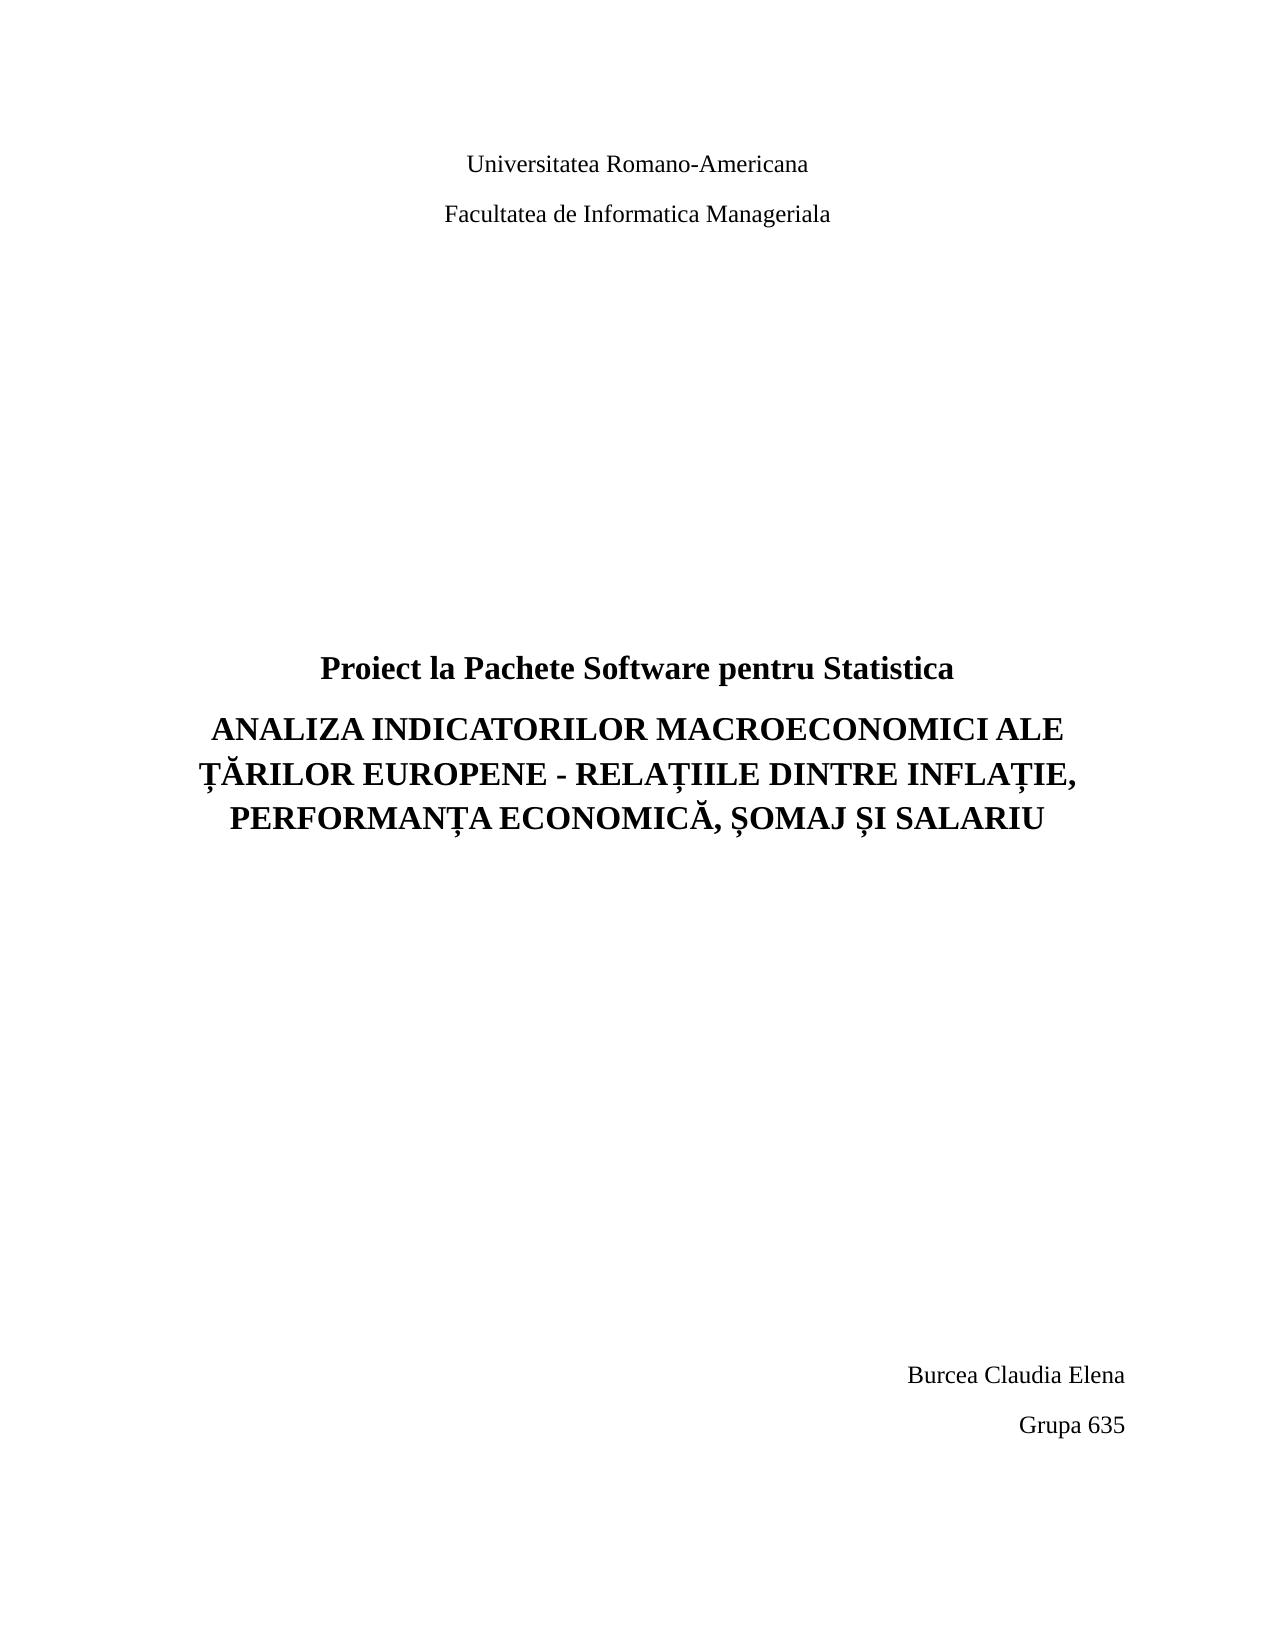 Universitatea Romano-Americana
Facultatea de Informatica Manageriala
Proiect la Pachete Software pentru Statistica
ANALIZA INDICATORILOR MACROECONOMICI ALE
ȚĂRILOR EUROPENE - RELAȚIILE DINTRE INFLAȚIE,
PERFORMANȚA ECONOMICĂ, ȘOMAJ ȘI SALARIU
Burcea Claudia Elena
Grupa 635